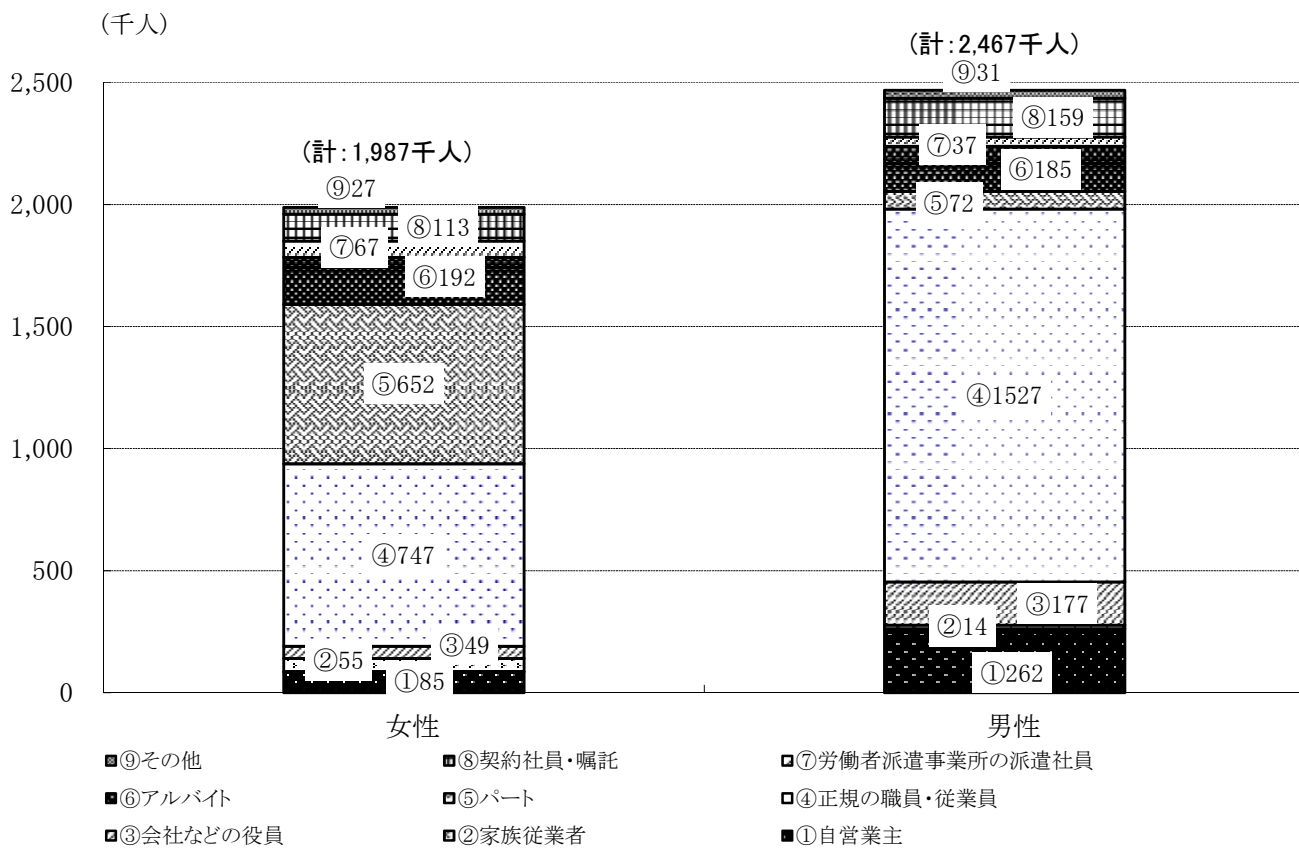 (千人)
(計：2,467千人)
2,500
⑨31
⑧159
⑦37
⑥185
(計：1,987千人)
2,000
⑨27
⑤72
⑧113
⑦67
⑥192
1,500
⑤652
④1527
1,000
④747
500
③177
③49
②14
②55
①262
①85
0
女性
男性
⑨その他
⑧契約社員・嘱託
⑦労働者派遣事業所の派遣社員
⑥アルバイト
⑤パート
④正規の職員・従業員
③会社などの役員
②家族従業者
①自営業主